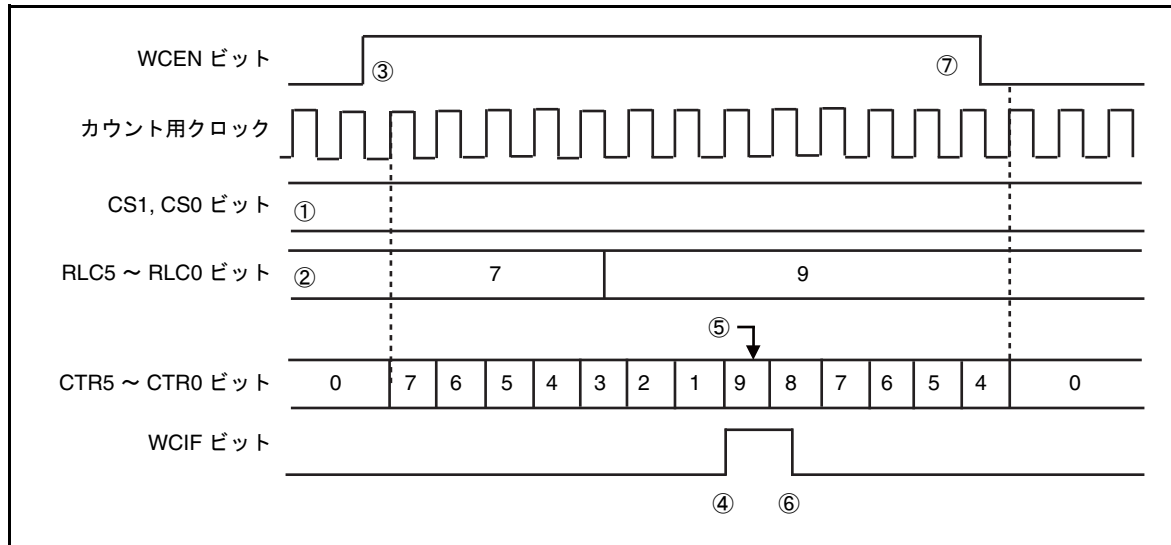 WCEN ビット
③ ⑦
カウント用クロック
CS1, CS0 ビット
①
RLC5 ～ RLC0 ビット
② 7 9
⑤
CTR5 ～ CTR0 ビット
0 7 6 5 4 3 2 1 9 8 7 6 5 4 0
WCIF ビット
④ ⑥